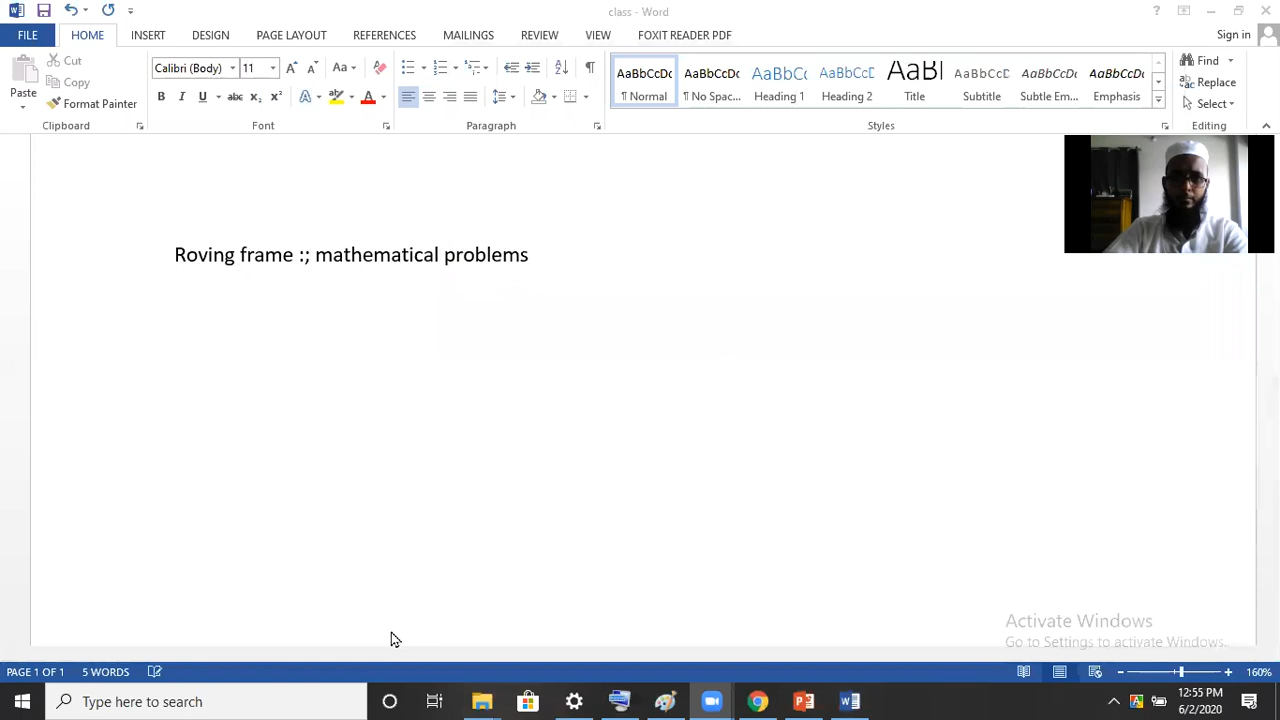 class - Word
?
Sign in
FILE HOME INSERT DESIGN PAGE LAYOUT REFERENCES MAILINGS REVIEW VIEW FOXIT READER PDF
Paste
Cut
Copy
Format Painter
Clipboard
Calibri (Body) 11
Font
Paragraph
AaBbCcDc AaBbCcDc AaBbCc AaBbCcD AaBl AaBbCcD AaBbCcDc AaBbCcDc
¶ Normal ¶ No Spac... Heading 1 Heading 2 Title Subtitle Subtle Em... Emphasis
Styles
Find
Replace
Select
Editing
Roving frame :; mathematical problems
Activate Windows
Go to Settings to activate Windows.
PAGE 1 OF 1 5 WORDS 160%
Type here to search
12:55 PM
6/2/2020